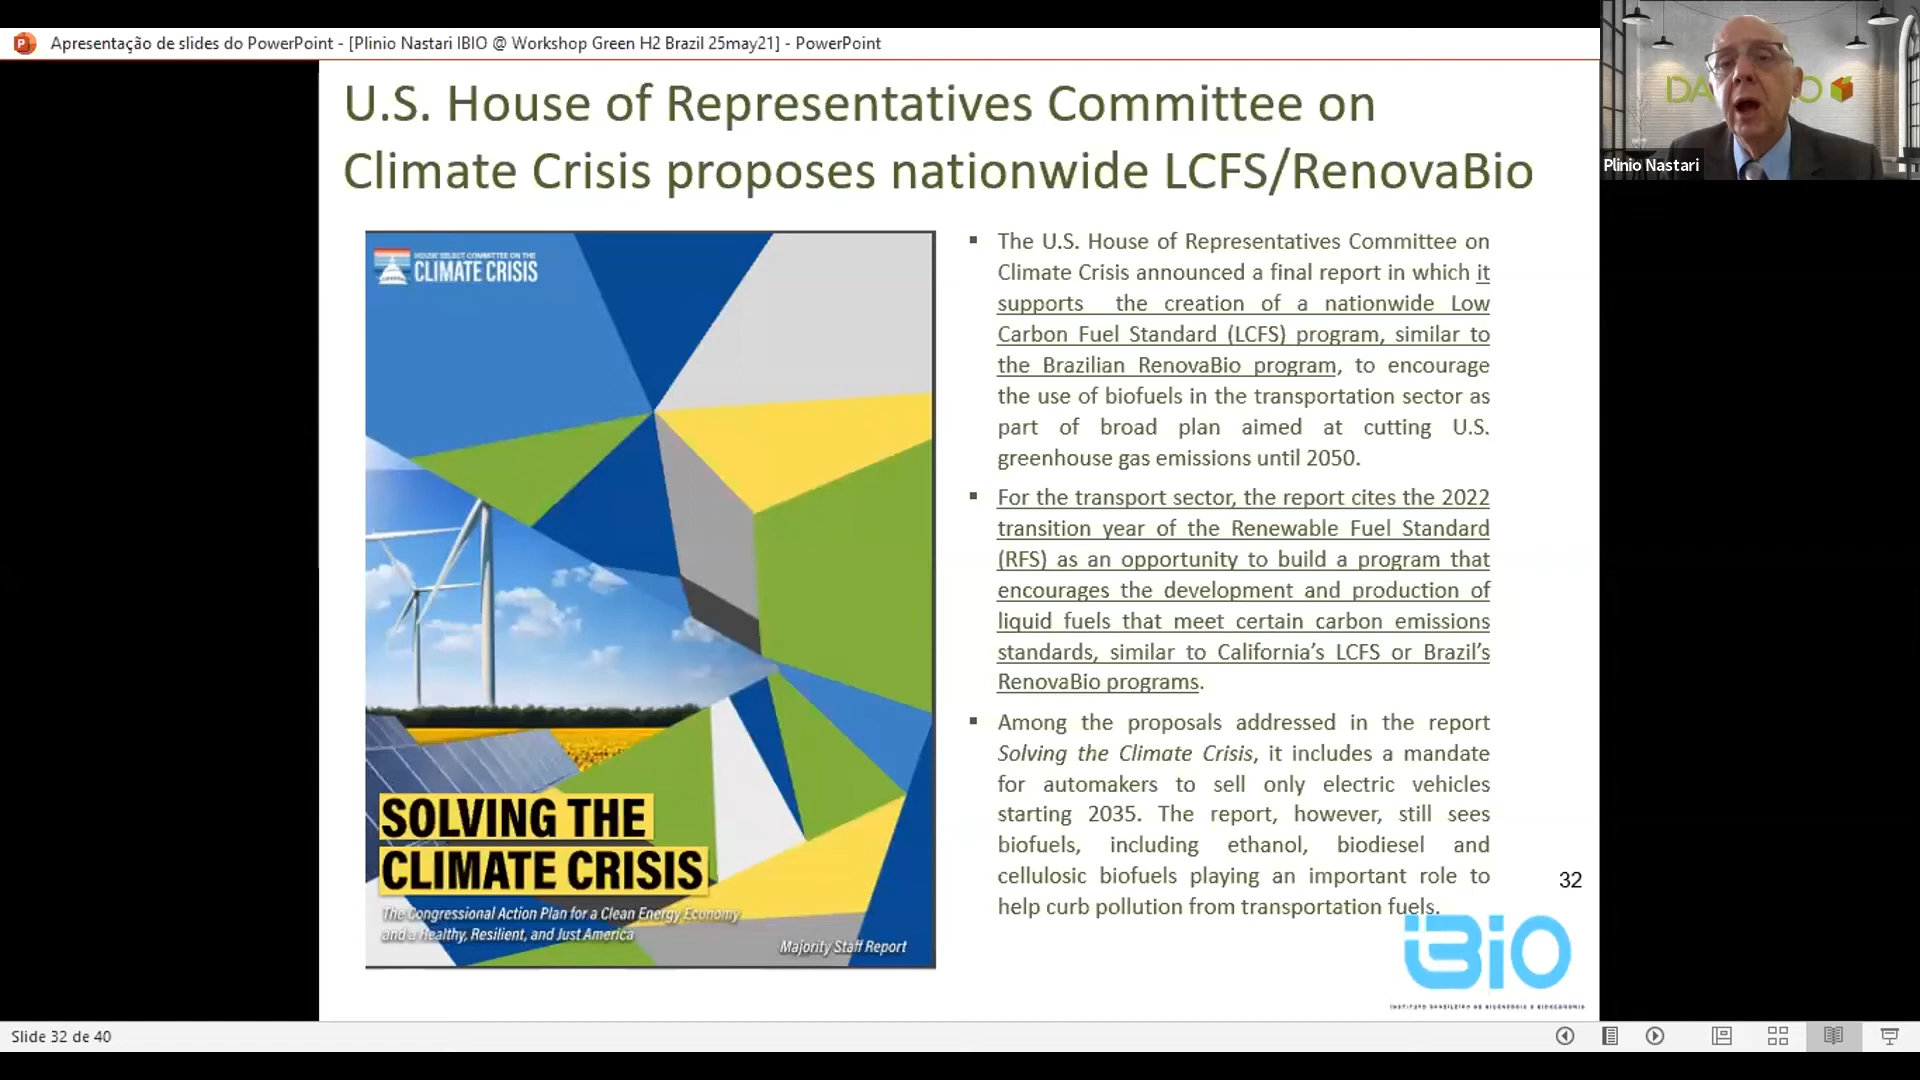 Apresentação de slides do PowerPoint - [Plinio Nastari IBIO @ Workshop Green H2 Brazil 25may21] - PowerPoint
Plinio Nastari
U.S. House of Representatives Committee on
Climate Crisis proposes nationwide LCFS/RenovaBio
HOUSE SELECT COMMITTEE ON THE
CLIMATE CRISIS
SOLVING THE
CLIMATE CRISIS
The Congressional Action Plan for a Clean Energy Economy
and a Healthy, Resilient, and Just America
Majority Staff Report
▪ The U.S. House of Representatives Committee on
Climate Crisis announced a final report in which it
supports the creation of a nationwide Low
Carbon Fuel Standard (LCFS) program, similar to
the Brazilian RenovaBio program, to encourage
the use of biofuels in the transportation sector as
part of broad plan aimed at cutting U.S.
greenhouse gas emissions until 2050.
▪ For the transport sector, the report cites the 2022
transition year of the Renewable Fuel Standard
(RFS) as an opportunity to build a program that
encourages the development and production of
liquid fuels that meet certain carbon emissions
standards, similar to California's LCFS or Brazil's
RenovaBio programs.
▪ Among the proposals addressed in the report
Solving the Climate Crisis, it includes a mandate
for automakers to sell only electric vehicles
starting 2035. The report, however, still sees
biofuels, including ethanol, biodiesel and
cellulosic biofuels playing an important role to
help curb pollution from transportation fuels.
32
iBiO
INSTITUTO BRASILEIRO DE BIOENERGIA E BIOECONOMIA
Slide 32 de 40